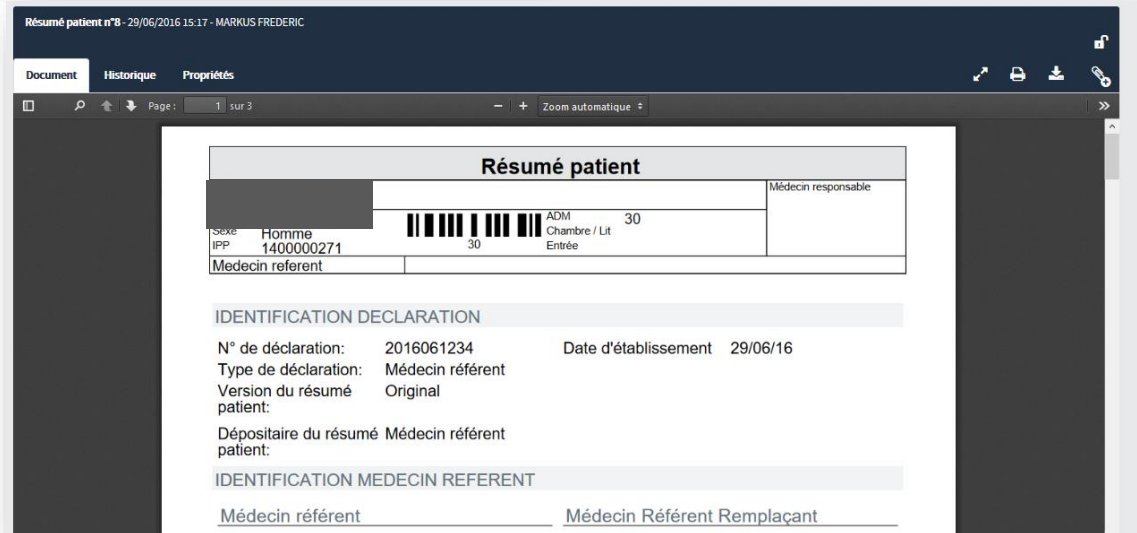 Résumé patient n°8 - 29/06/2016 15:17 - MARKUS FREDERIC
Document Historique Propriétés
Page : 1 sur 3 Zoom automatique
Résumé patient
Médecin responsable
ADM 30
Sexe Homme Chambre / Lit
IPP 1400000271 30 Entrée
Medecin referent
IDENTIFICATION DECLARATION
N° de déclaration: 2016061234 Date d'établissement 29/06/16
Type de déclaration: Médecin référent
Version du résumé Original
patient:
Dépositaire du résumé Médecin référent
patient:
IDENTIFICATION MEDECIN REFERENT
Médecin référent Médecin Référent Remplaçant